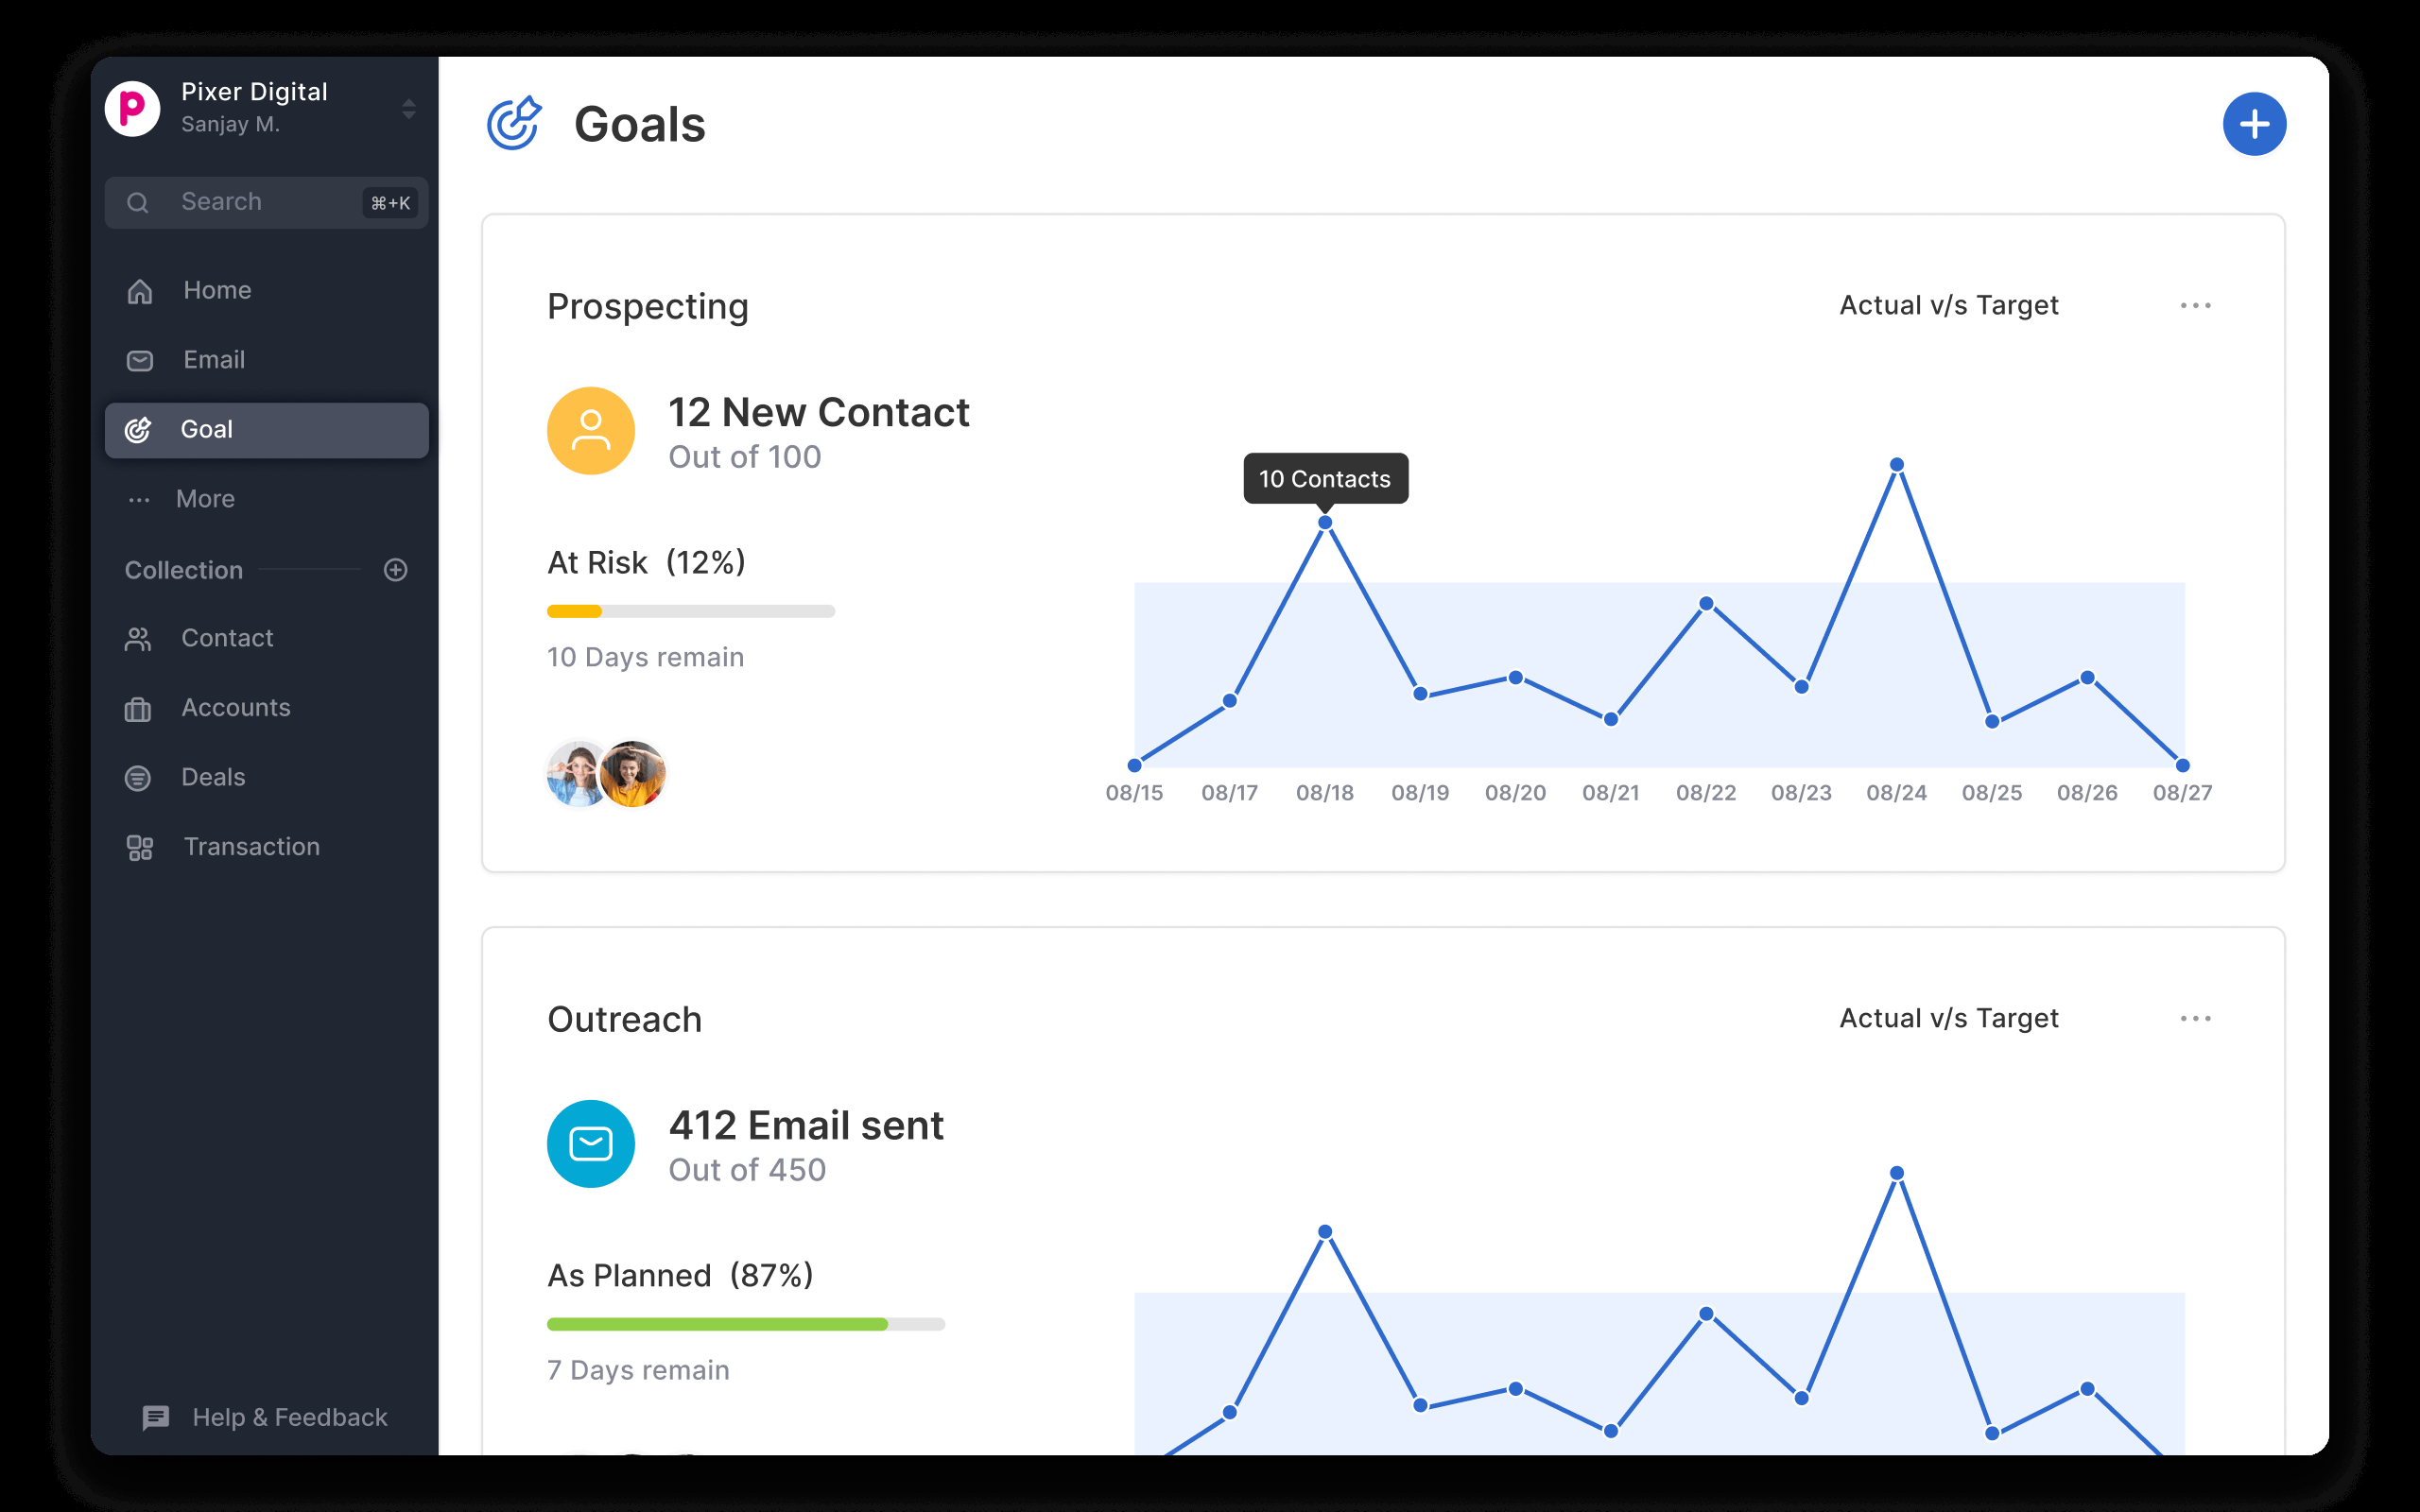 Pixer Digital
Sanjay M.
Search
⌘+K
Home
Email
Goal
More
Collection
Contact
Accounts
Deals
Transaction
Help & Feedback
Goals
Prospecting
Actual v/s Target
12 New Contact
Out of 100
At Risk (12%)
10 Days remain
10 Contacts
08/15 08/17 08/18 08/19 08/20 08/21 08/22 08/23 08/24 08/25 08/26 08/27
Outreach
Actual v/s Target
412 Email sent
Out of 450
As Planned (87%)
7 Days remain